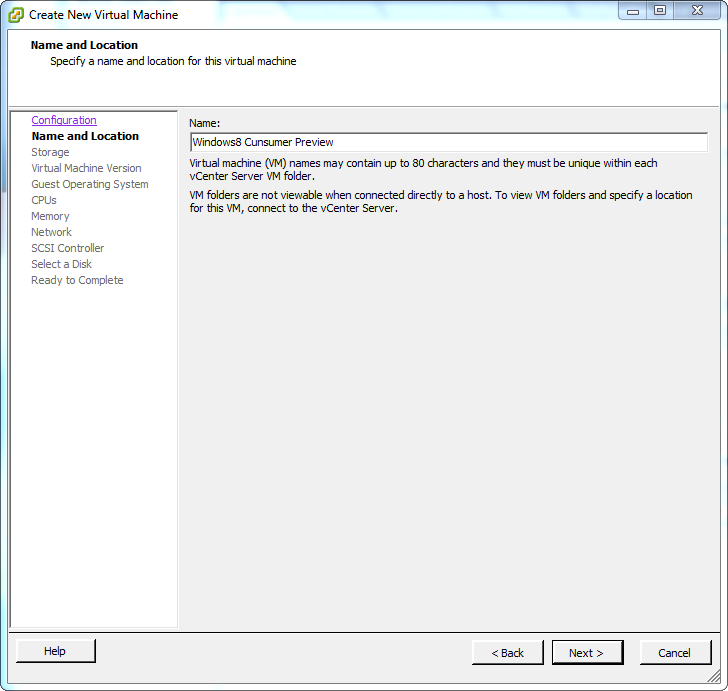 Create New Virtual Machine
Name and Location
Specify a name and location for this virtual machine
Configuration
Name and Location
Storage
Virtual Machine Version
Guest Operating System
CPUs
Memory
Network
SCSI Controller
Select a Disk
Ready to Complete
Name:
Windows8 Cunsumer Preview
Virtual machine (VM) names may contain up to 80 characters and they must be unique within each
vCenter Server VM folder.
VM folders are not viewable when connected directly to a host. To view VM folders and specify a location
for this VM, connect to the vCenter Server.
Help
< Back
Next >
Cancel